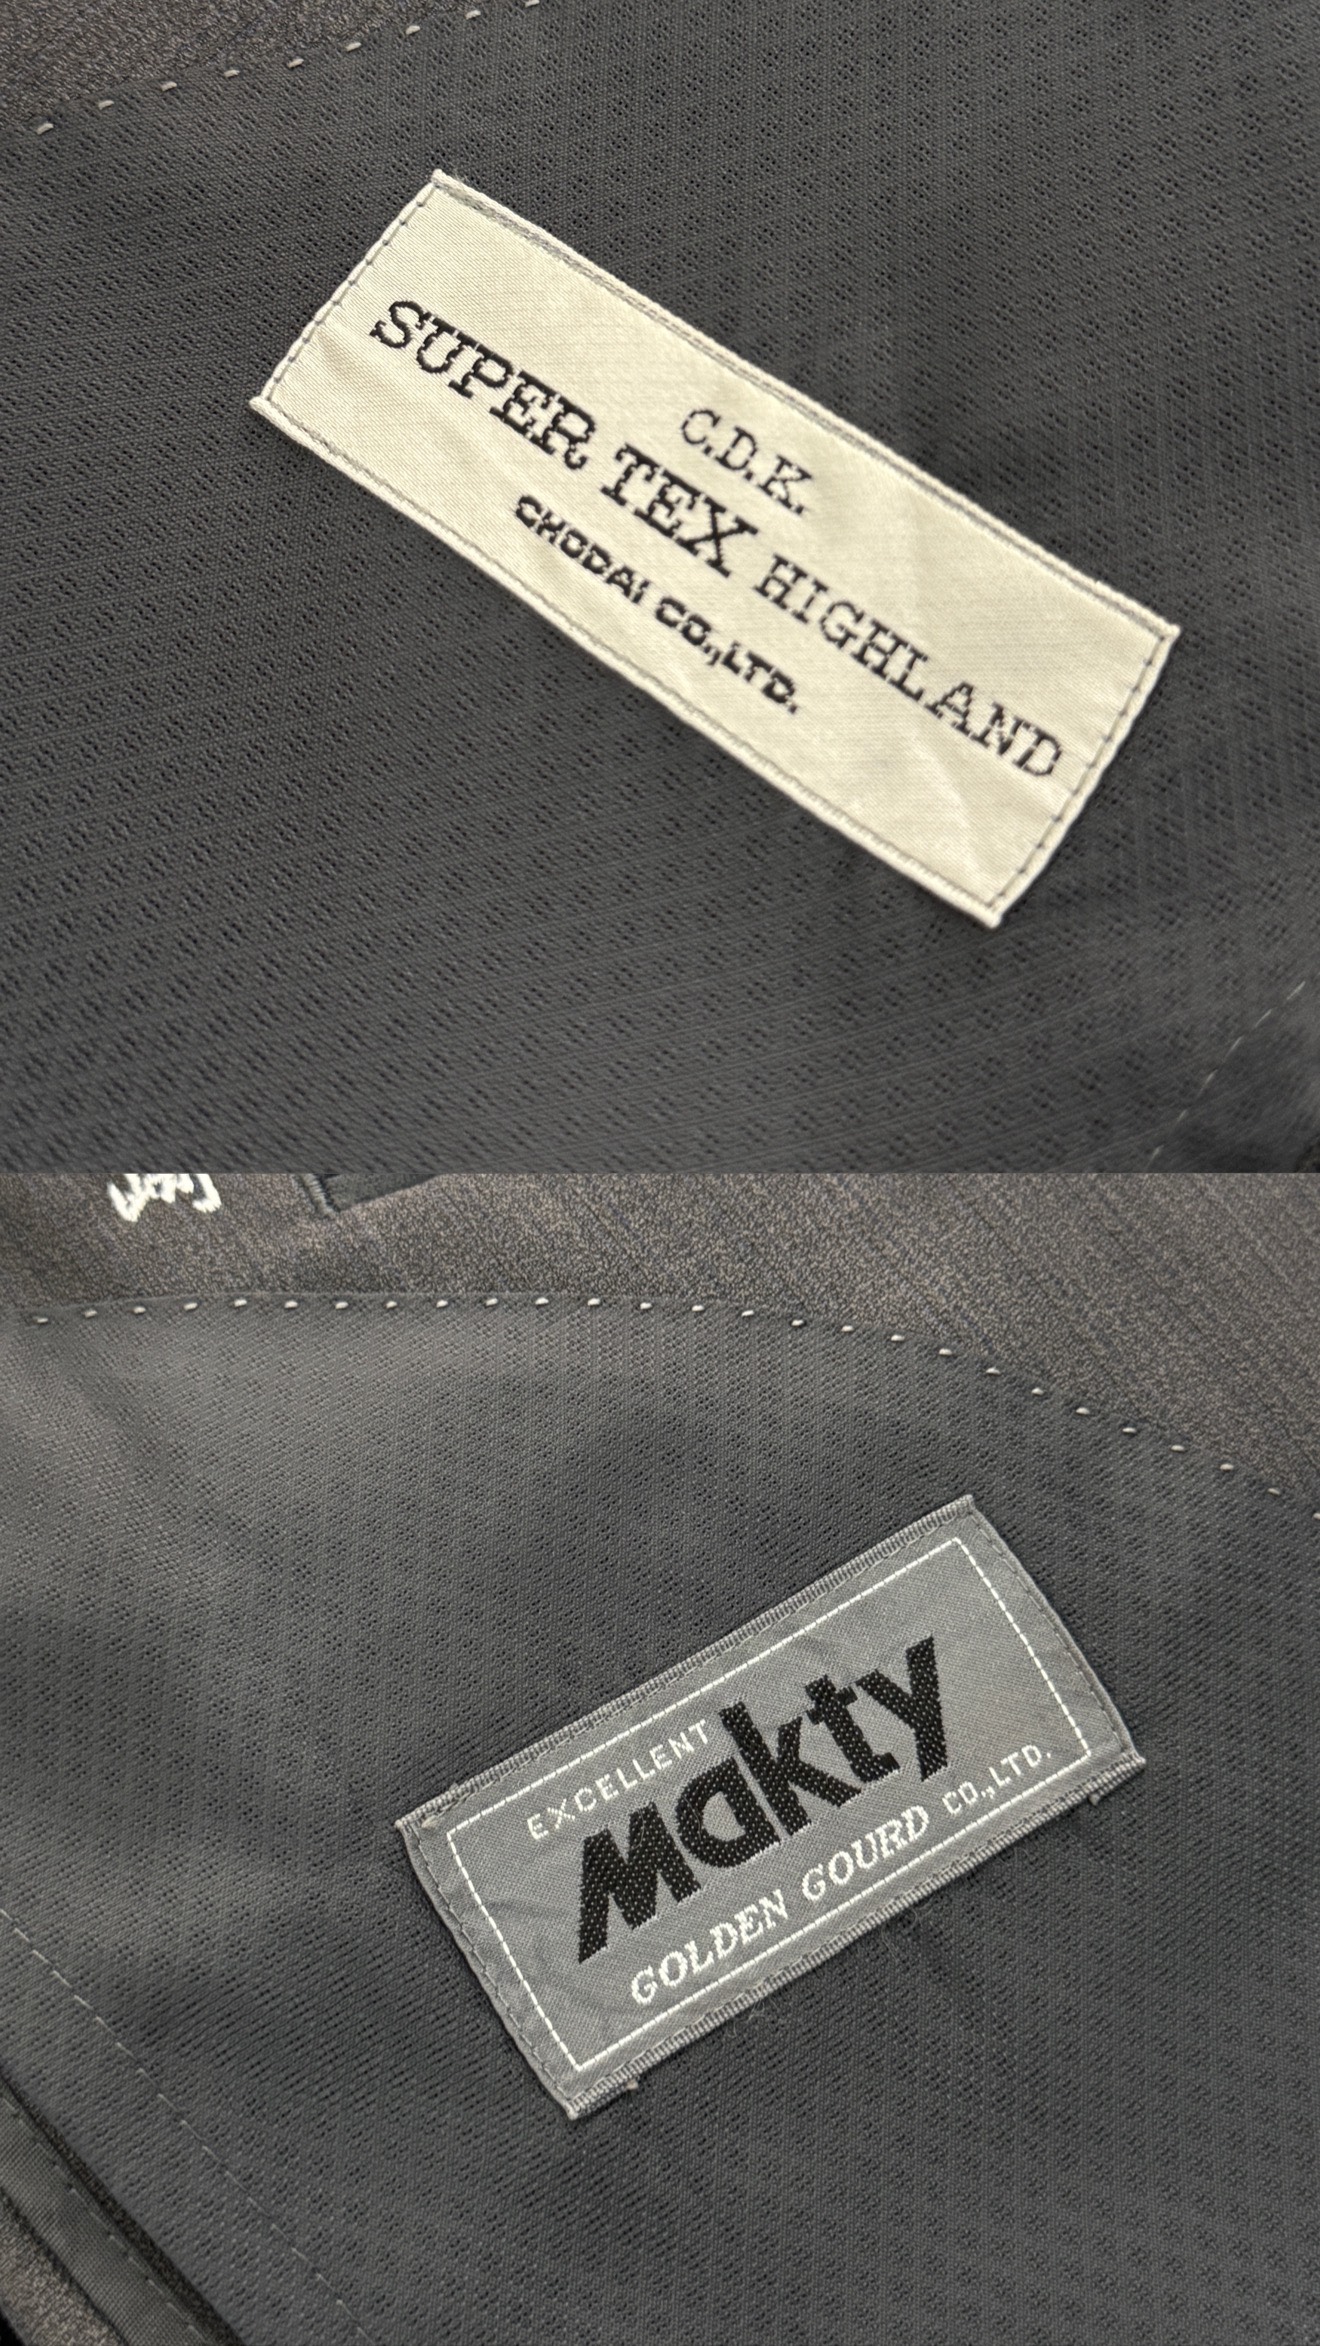 C.D.K.
SUPER TEX HIGHLAND
CHODAI CO.,LTD.
EXCELLENT
Makty
GOLDEN GOURD CO.,LTD.